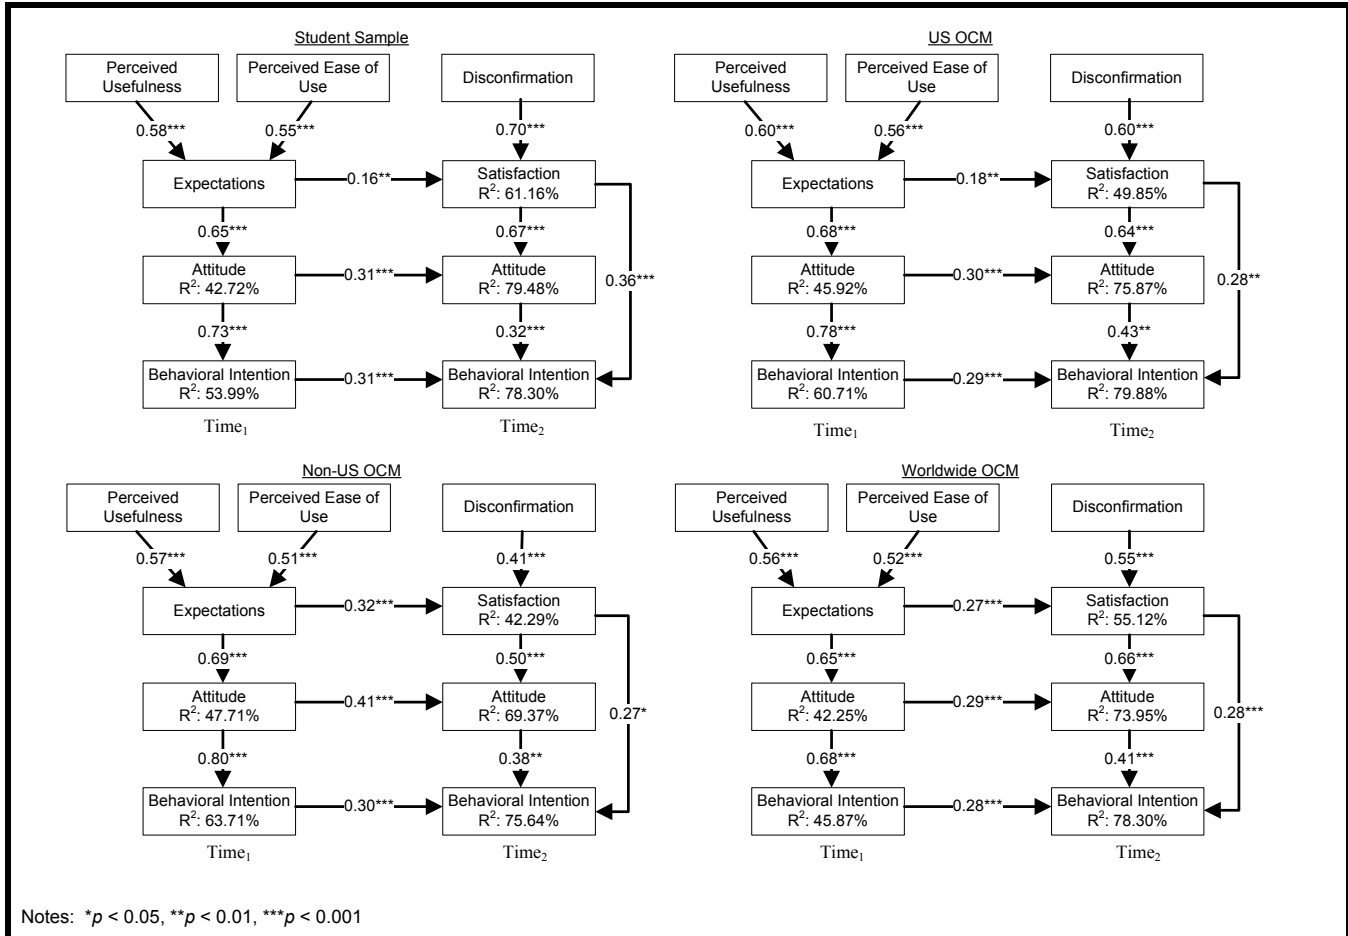 Student Sample
Perceived
Usefulness
Perceived Ease of
Use
Disconfirmation
0.58***
0.55***
0.70***
Expectations
0.16**
Satisfaction
R²: 61.16%
0.65***
0.67***
0.36***
Attitude
R²: 42.72%
0.31***
Attitude
R²: 79.48%
0.73***
0.32***
Behavioral Intention
R²: 53.99%
0.31***
Behavioral Intention
R²: 78.30%
Time₁
Time₂
US OCM
Perceived
Usefulness
Perceived Ease of
Use
Disconfirmation
0.60***
0.56***
0.60***
Expectations
0.18**
Satisfaction
R²: 49.85%
0.68***
0.64***
0.28**
Attitude
R²: 45.92%
0.30***
Attitude
R²: 75.87%
0.78***
0.43**
Behavioral Intention
R²: 60.71%
0.29***
Behavioral Intention
R²: 79.88%
Time₁
Time₂
Non-US OCM
Perceived
Usefulness
Perceived Ease of
Use
Disconfirmation
0.57***
0.51***
0.41***
Expectations
0.32***
Satisfaction
R²: 42.29%
0.69***
0.50***
0.27*
Attitude
R²: 47.71%
0.41***
Attitude
R²: 69.37%
0.80***
0.38**
Behavioral Intention
R²: 63.71%
0.30***
Behavioral Intention
R²: 75.64%
Time₁
Time₂
Worldwide OCM
Perceived
Usefulness
Perceived Ease of
Use
Disconfirmation
0.56***
0.52***
0.55***
Expectations
0.27***
Satisfaction
R²: 55.12%
0.65***
0.66***
0.28***
Attitude
R²: 42.25%
0.29***
Attitude
R²: 73.95%
0.68***
0.41***
Behavioral Intention
R²: 45.87%
0.28***
Behavioral Intention
R²: 78.30%
Time₁
Time₂
Notes: *p < 0.05, **p < 0.01, ***p < 0.001